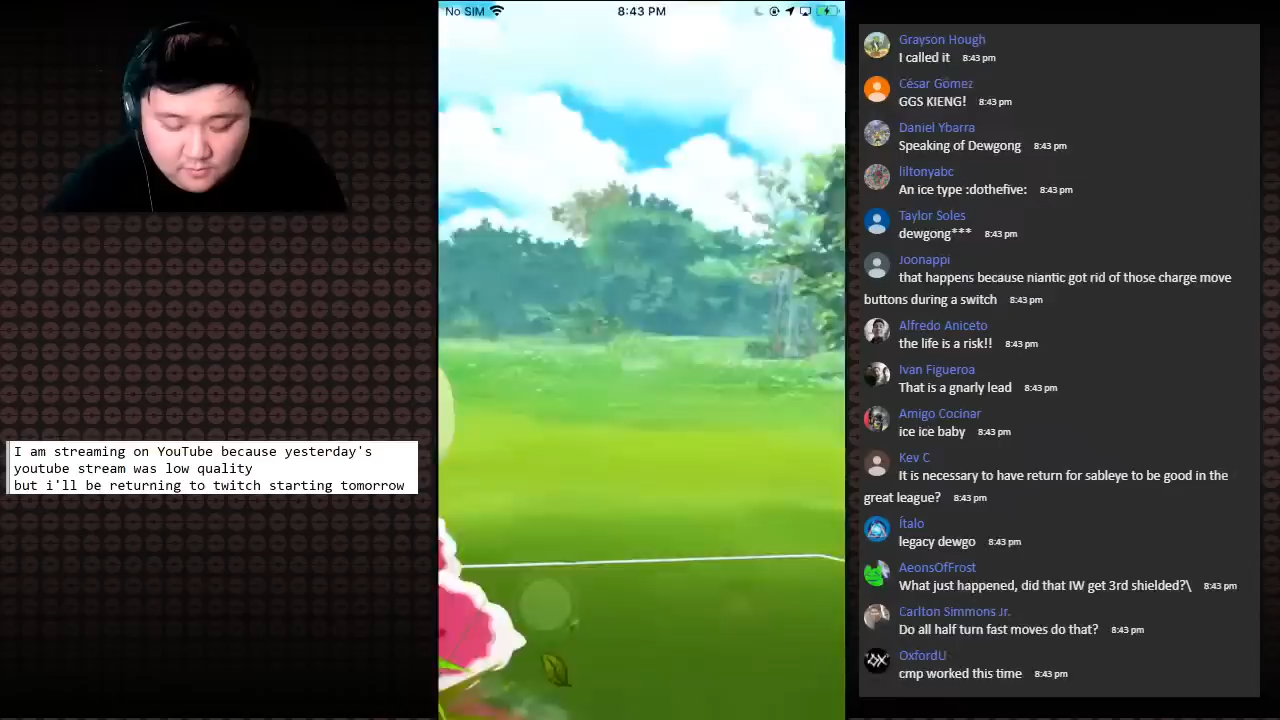 No SIM
8:43 PM
I am streaming on YouTube because yesterday's
youtube stream was low quality
but i'll be returning to twitch starting tomorrow
Grayson Hough
I called it 8:43 pm
César Gómez
GGS KIENG! 8:43 pm
Daniel Ybarra
Speaking of Dewgong 8:43 pm
liltonyabc
An ice type :dothefive: 8:43 pm
Taylor Soles
dewgong*** 8:43 pm
Joonappi
that happens because niantic got rid of those charge move
buttons during a switch 8:43 pm
Alfredo Aniceto
the life is a risk!! 8:43 pm
Ivan Figueroa
That is a gnarly lead 8:43 pm
Amigo Cocinar
ice ice baby 8:43 pm
Kev C
It is necessary to have return for sableye to be good in the
great league? 8:43 pm
Ítalo
legacy dewgo 8:43 pm
AeonsOfFrost
What just happened, did that IW get 3rd shielded?\ 8:43 pm
Carlton Simmons Jr.
Do all half turn fast moves do that? 8:43 pm
OxfordU
cmp worked this time 8:43 pm